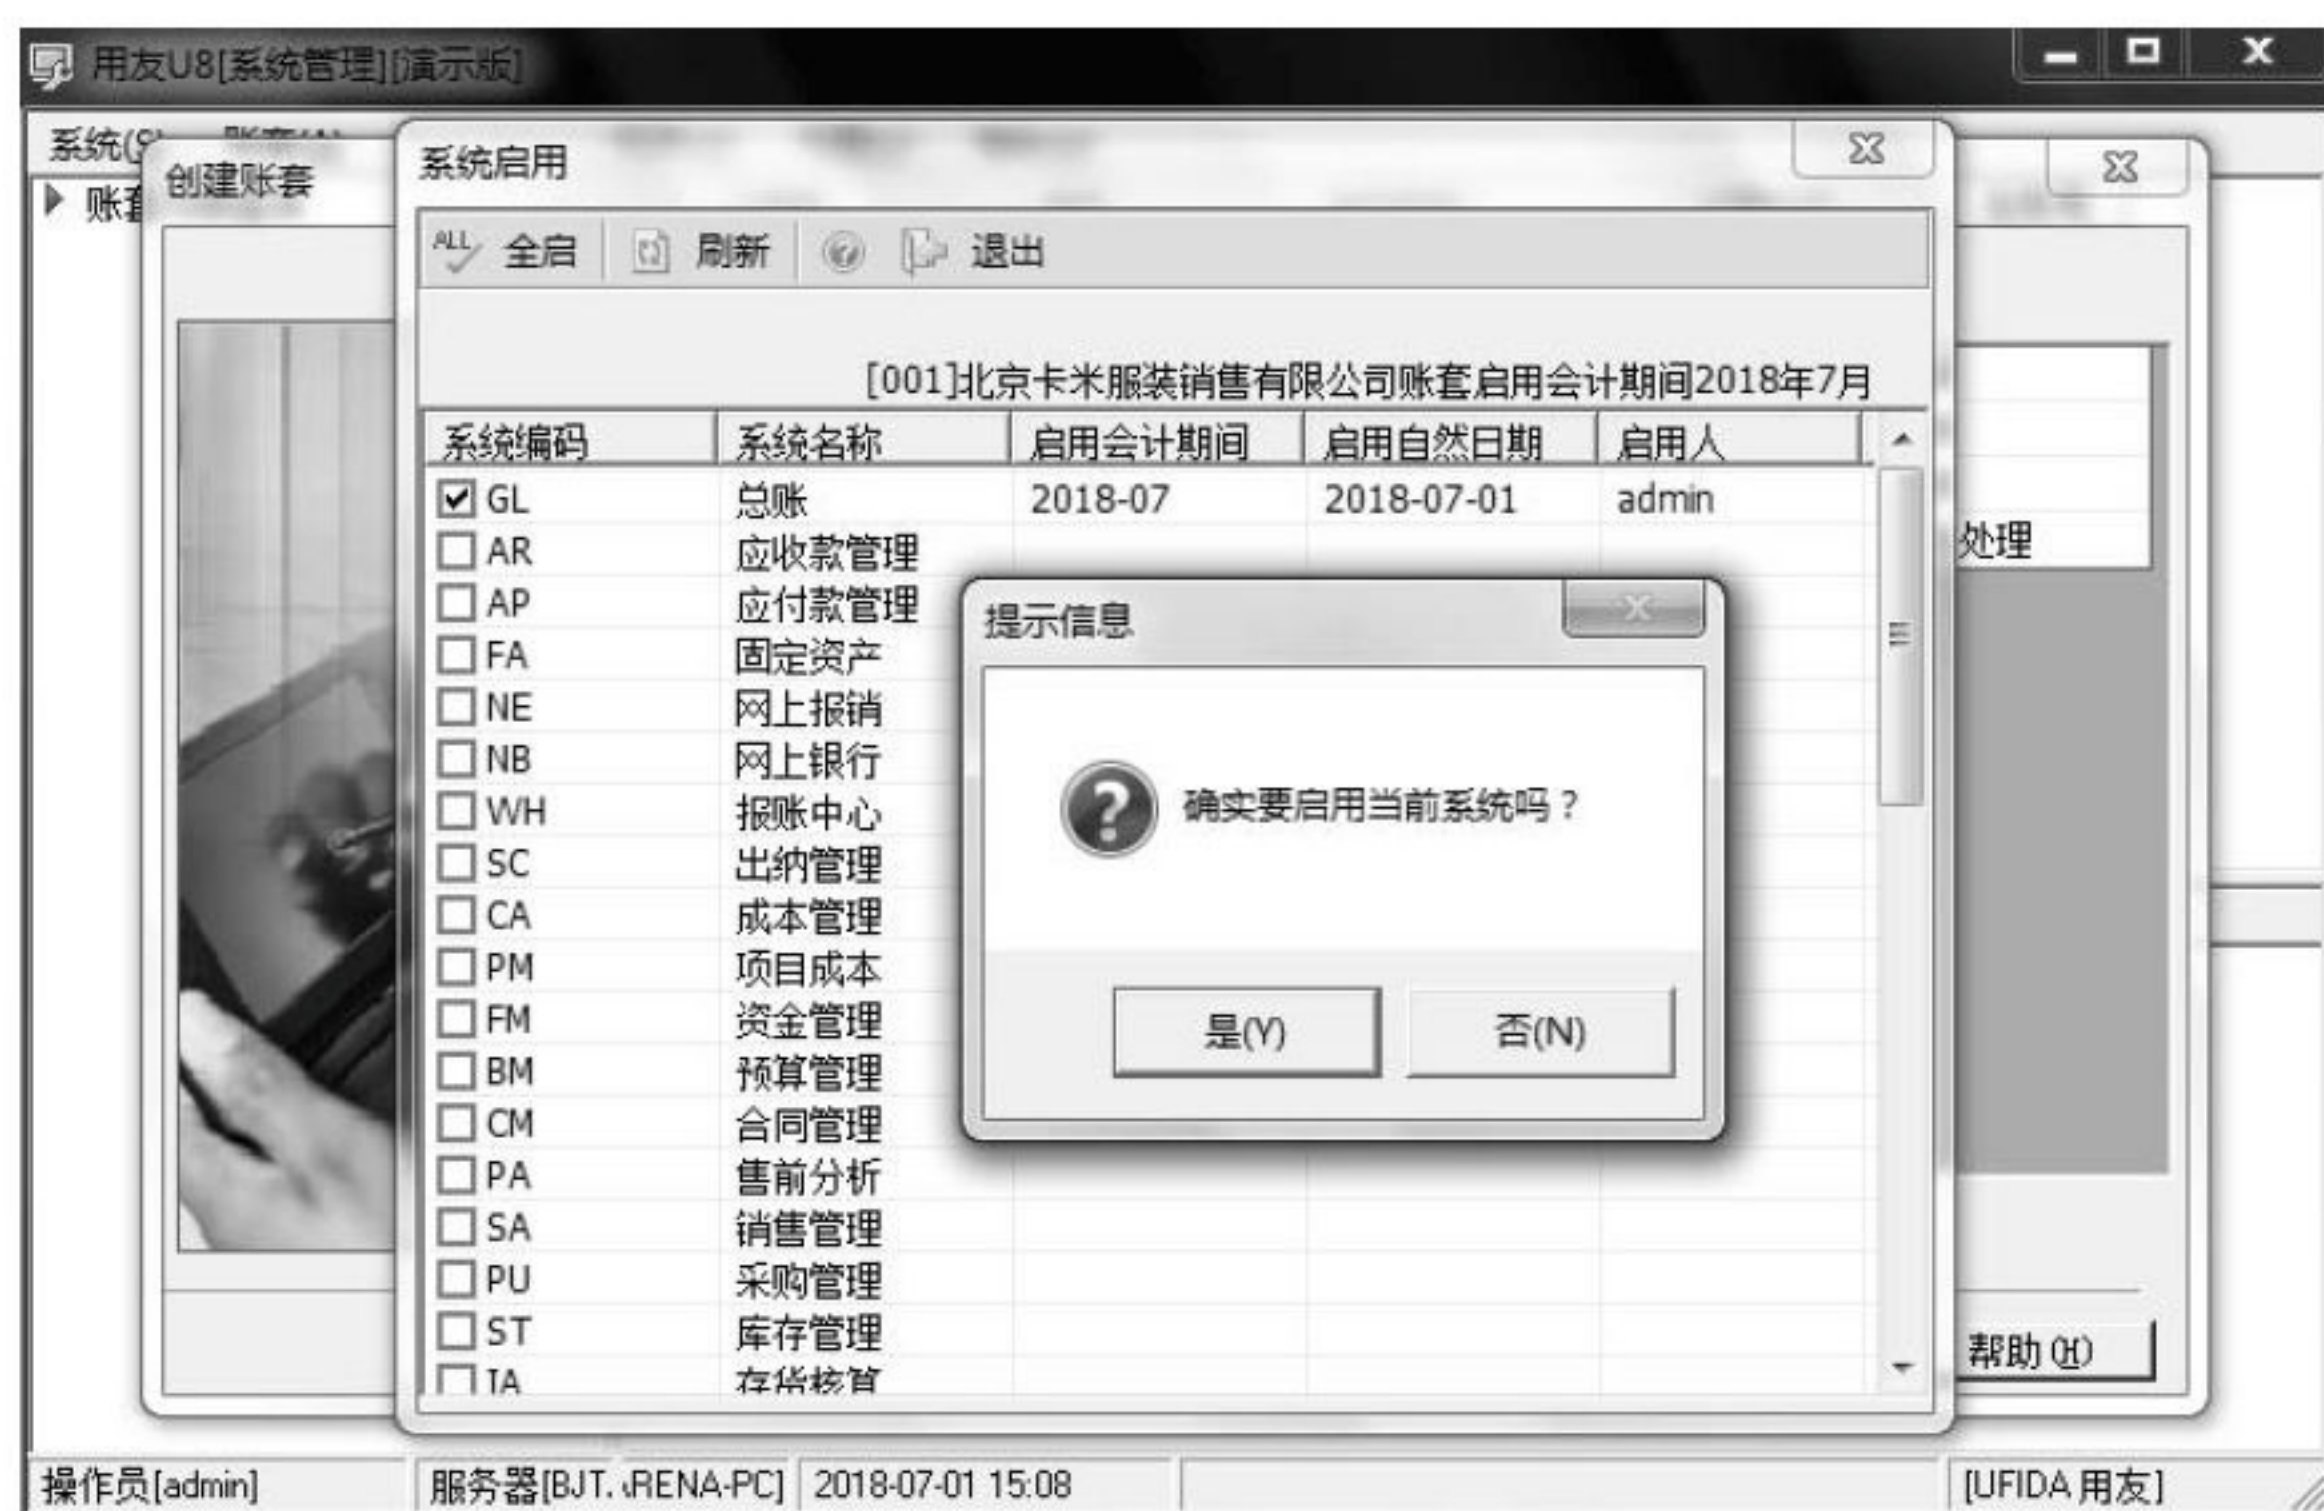 用友U8[系统管理][演示版]
系统(S
账套
创建账套
系统启用
ALL 全启 刷新 退出
[001]北京卡米服装销售有限公司账套启用会计期间2018年7月
系统编码 系统名称 启用会计期间 启用自然日期 启用人
GL 总账 2018-07 2018-07-01 admin
AR 应收款管理
AP 应付款管理
FA 固定资产
NE 网上报销
NB 网上银行
WH 报账中心
SC 出纳管理
CA 成本管理
PM 项目成本
FM 资金管理
BM 预算管理
CM 合同管理
PA 售前分析
SA 销售管理
PU 采购管理
ST 库存管理
IA 存货核算
提示信息
确实要启用当前系统吗？
是(Y) 否(N)
处理
帮助(H)
操作员[admin] 服务器[BJT. RENA-PC] 2018-07-01 15:08 [UFIDA用友]